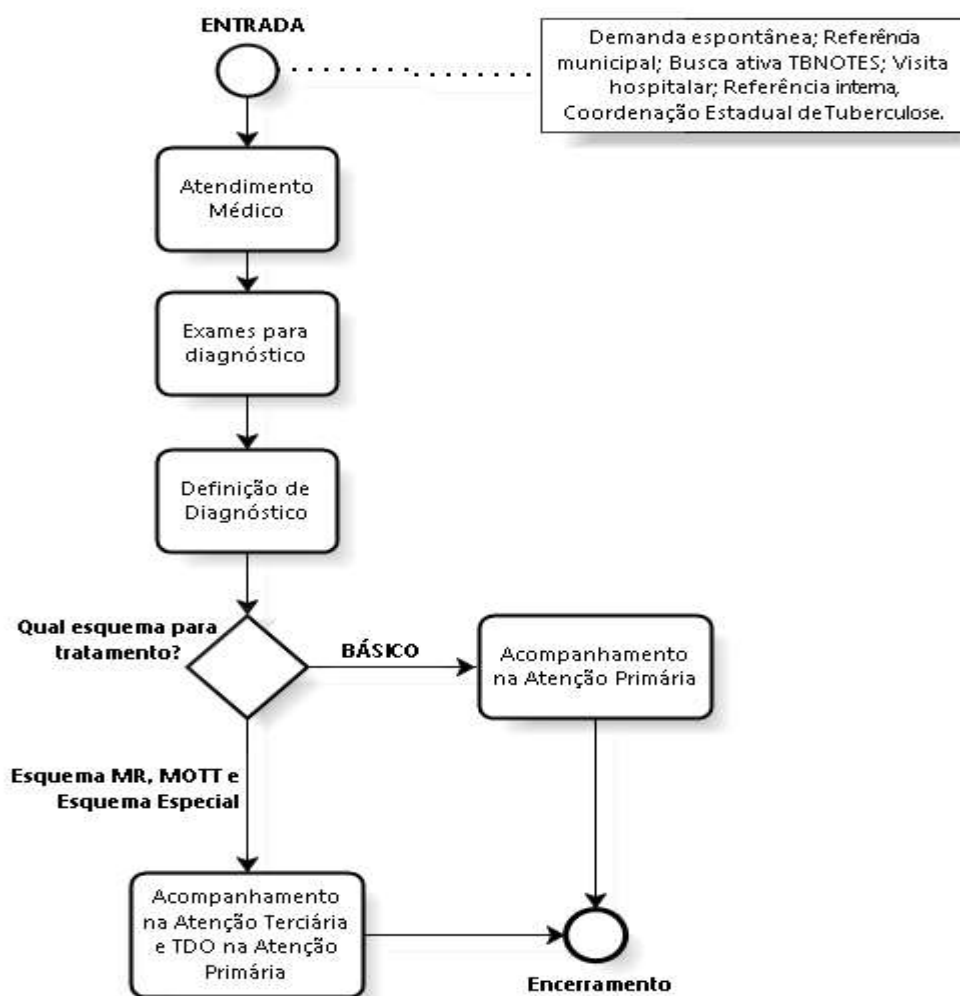 ENTRADA
Demanda espontânea; Referência
municipal; Busca ativa TBNOTES; Visita
hospitalar; Referência interna,
Coordenação Estadual de Tuberculose.
Atendimento
Médico
Exames para
diagnóstico
Definição de
Diagnóstico
Qual esquema para
tratamento?
BÁSICO
Acompanhamento
na Atenção Primária
Esquema MR, MOTT e
Esquema Especial
Acompanhamento
na Atenção Terciária
e TDO na Atenção
Primária
Encerramento